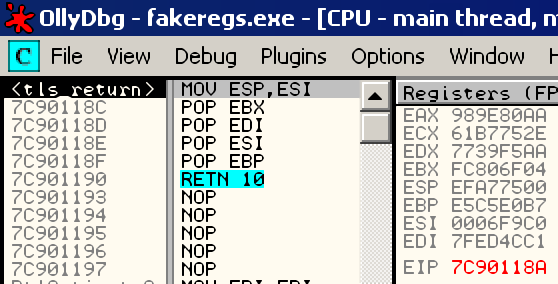 OllyDbg - fakeregs.exe - [CPU - main thread, m
C File View Debug Plugins Options Window H
<tls_return> MOV ESP,ESI
7C90118C POP EBX
7C90118D POP EDI
7C90118E POP ESI
7C90118F POP EBP
7C901190 RETN 10
7C901193 NOP
7C901194 NOP
7C901195 NOP
7C901196 NOP
7C901197 NOP
MOV EDI,EDI
Registers (FP
EAX 989E80AA
ECX 61B7752E
EDX 7739F5AA
EBX FC806F04
ESP EFA77500
EBP E5C5E0B7
ESI 0006F9C0
EDI 7FED4CC1
EIP 7C90118A